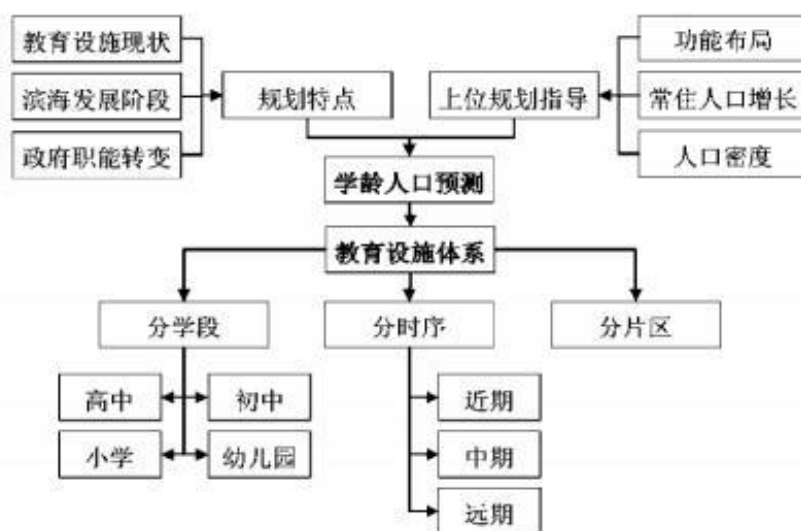 教育设施现状
滨海发展阶段
政府职能转变
规划特点
上位规划指导
功能布局
常住人口增长
人口密度
学龄人口预测
教育设施体系
分学段
分时序
分片区
高中
初中
小学
幼儿园
近期
中期
远期